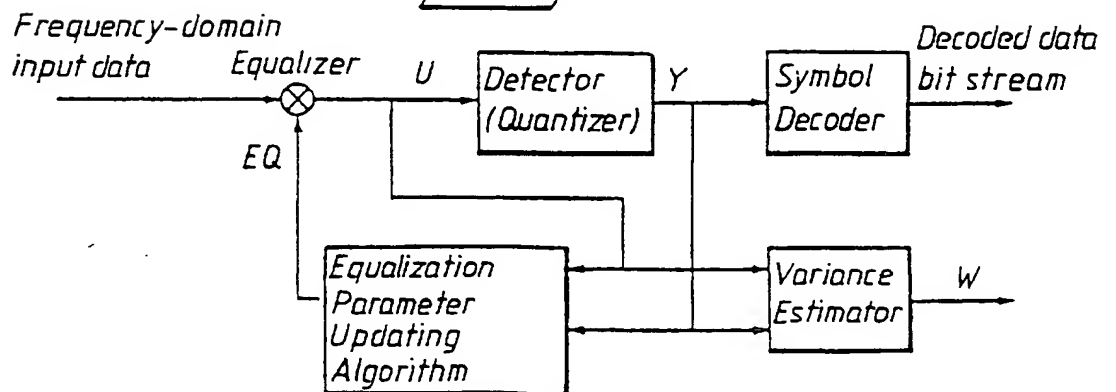 Frequency-domain
input data
Equalizer
U
Detector
(Quantizer)
Y
Symbol
Decoder
Decoded data
bit stream
EQ
Equalization
Parameter
Updating
Algorithm
Variance
Estimator
W